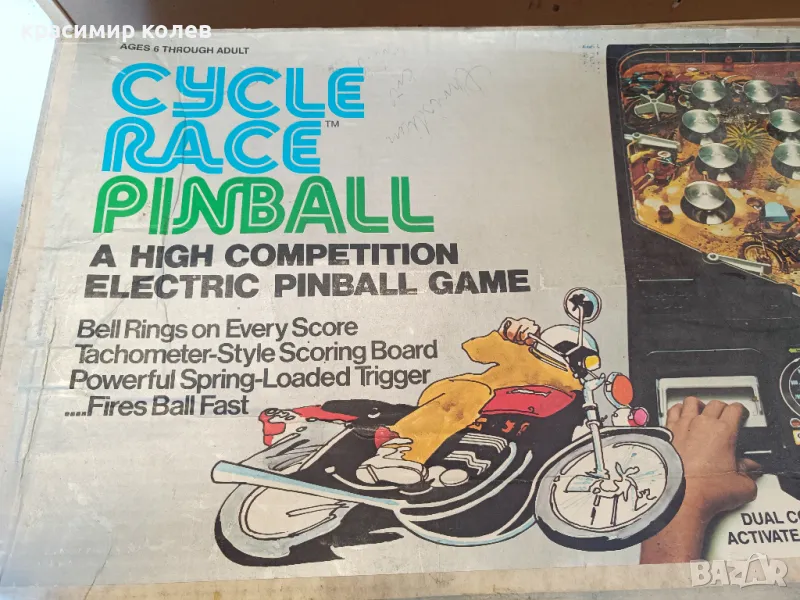 красимир колев
AGES 6 THROUGH ADULT
CYCLE
RACE™
PINBALL
A HIGH COMPETITION
ELECTRIC PINBALL GAME
Bell Rings on Every Score
Tachometer-Style Scoring Board
Powerful Spring-Loaded Trigger
....Fires Ball Fast
DUAL
ACTIVATE
BAZAR